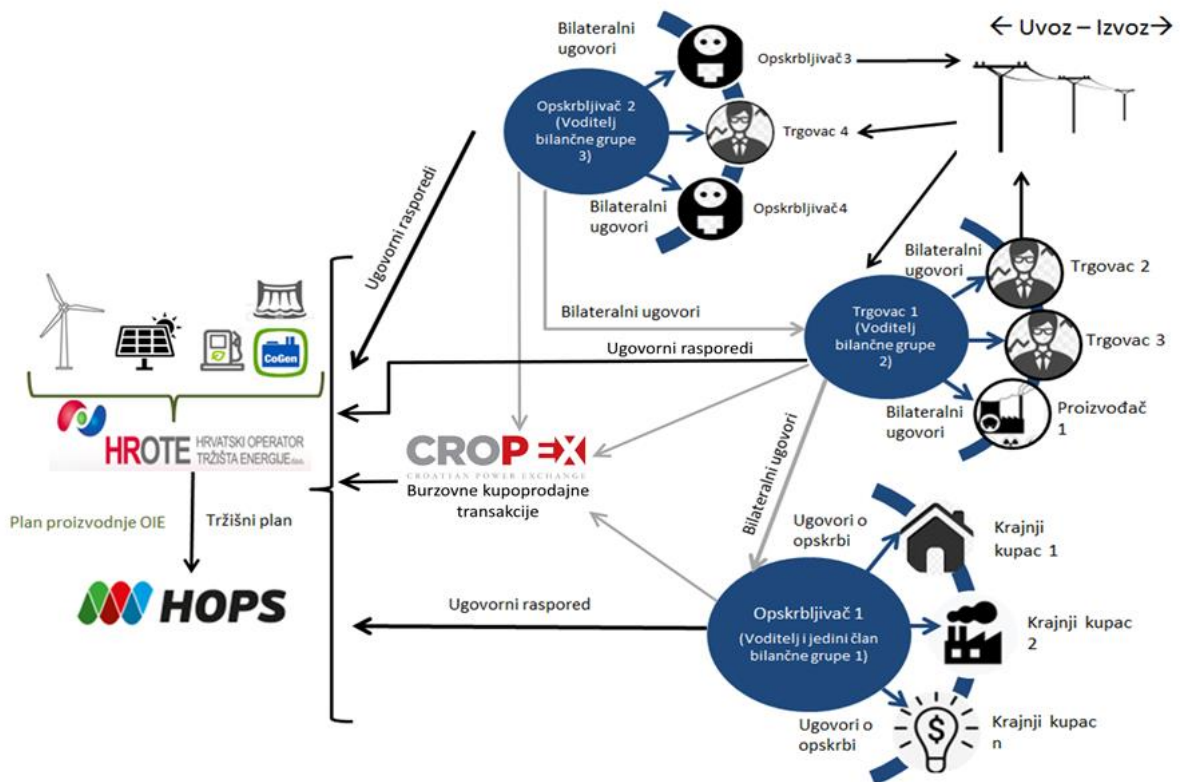 Bilateralni
ugovori
← Uvoz – Izvoz→
Opskrbljivač 3
Opskrbljivač 2
(Voditelj
bilančne grupe
3)
Trgovac 4
Bilateralni
ugovori
Opskrbljivač4
Ugovorni rasporedi
Bilateralni
ugovori
Trgovac 2
Bilateralni ugovori
Trgovac 1
(Voditelj
bilančne grupe
2)
Ugovorni rasporedi
Trgovac 3
CoGen
Bilateralni
ugovori
Proizvođač
1
HROTE HRVATSKI OPERATOR
TRŽIŠTA ENERGIJE d.o.o.
CROPEX
CROATIAN POWER EXCHANGE
Burzovne kupoprodajne
transakcije
Bilateralni ugovori
Plan proizvodnje OIE
Tržišni plan
HOPS
Ugovori o
opskrbi
Krajnji
kupac 1
Ugovorni raspored
Opskrbljivač 1
(Voditelj i jedini član
bilančne grupe 1)
Krajnji kupac
2
Ugovori o
opskrbi
$
Krajnji kupac
n